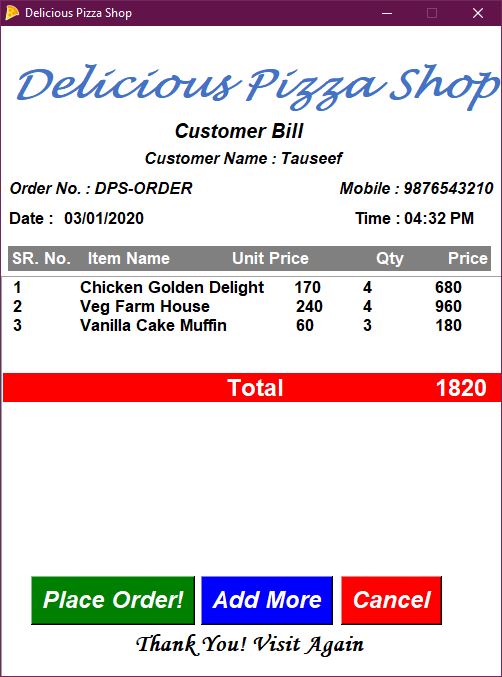 Delicious Pizza Shop
Delicious Pizza Shop
Customer Bill
Customer Name : Tauseef
Order No. : DPS-ORDER Mobile : 9876543210
Date : 03/01/2020 Time : 04:32 PM
SR. No. Item Name Unit Price Qty Price
1 Chicken Golden Delight 170 4 680
2 Veg Farm House 240 4 960
3 Vanilla Cake Muffin 60 3 180
Total 1820
Place Order! Add More Cancel
Thank You! Visit Again